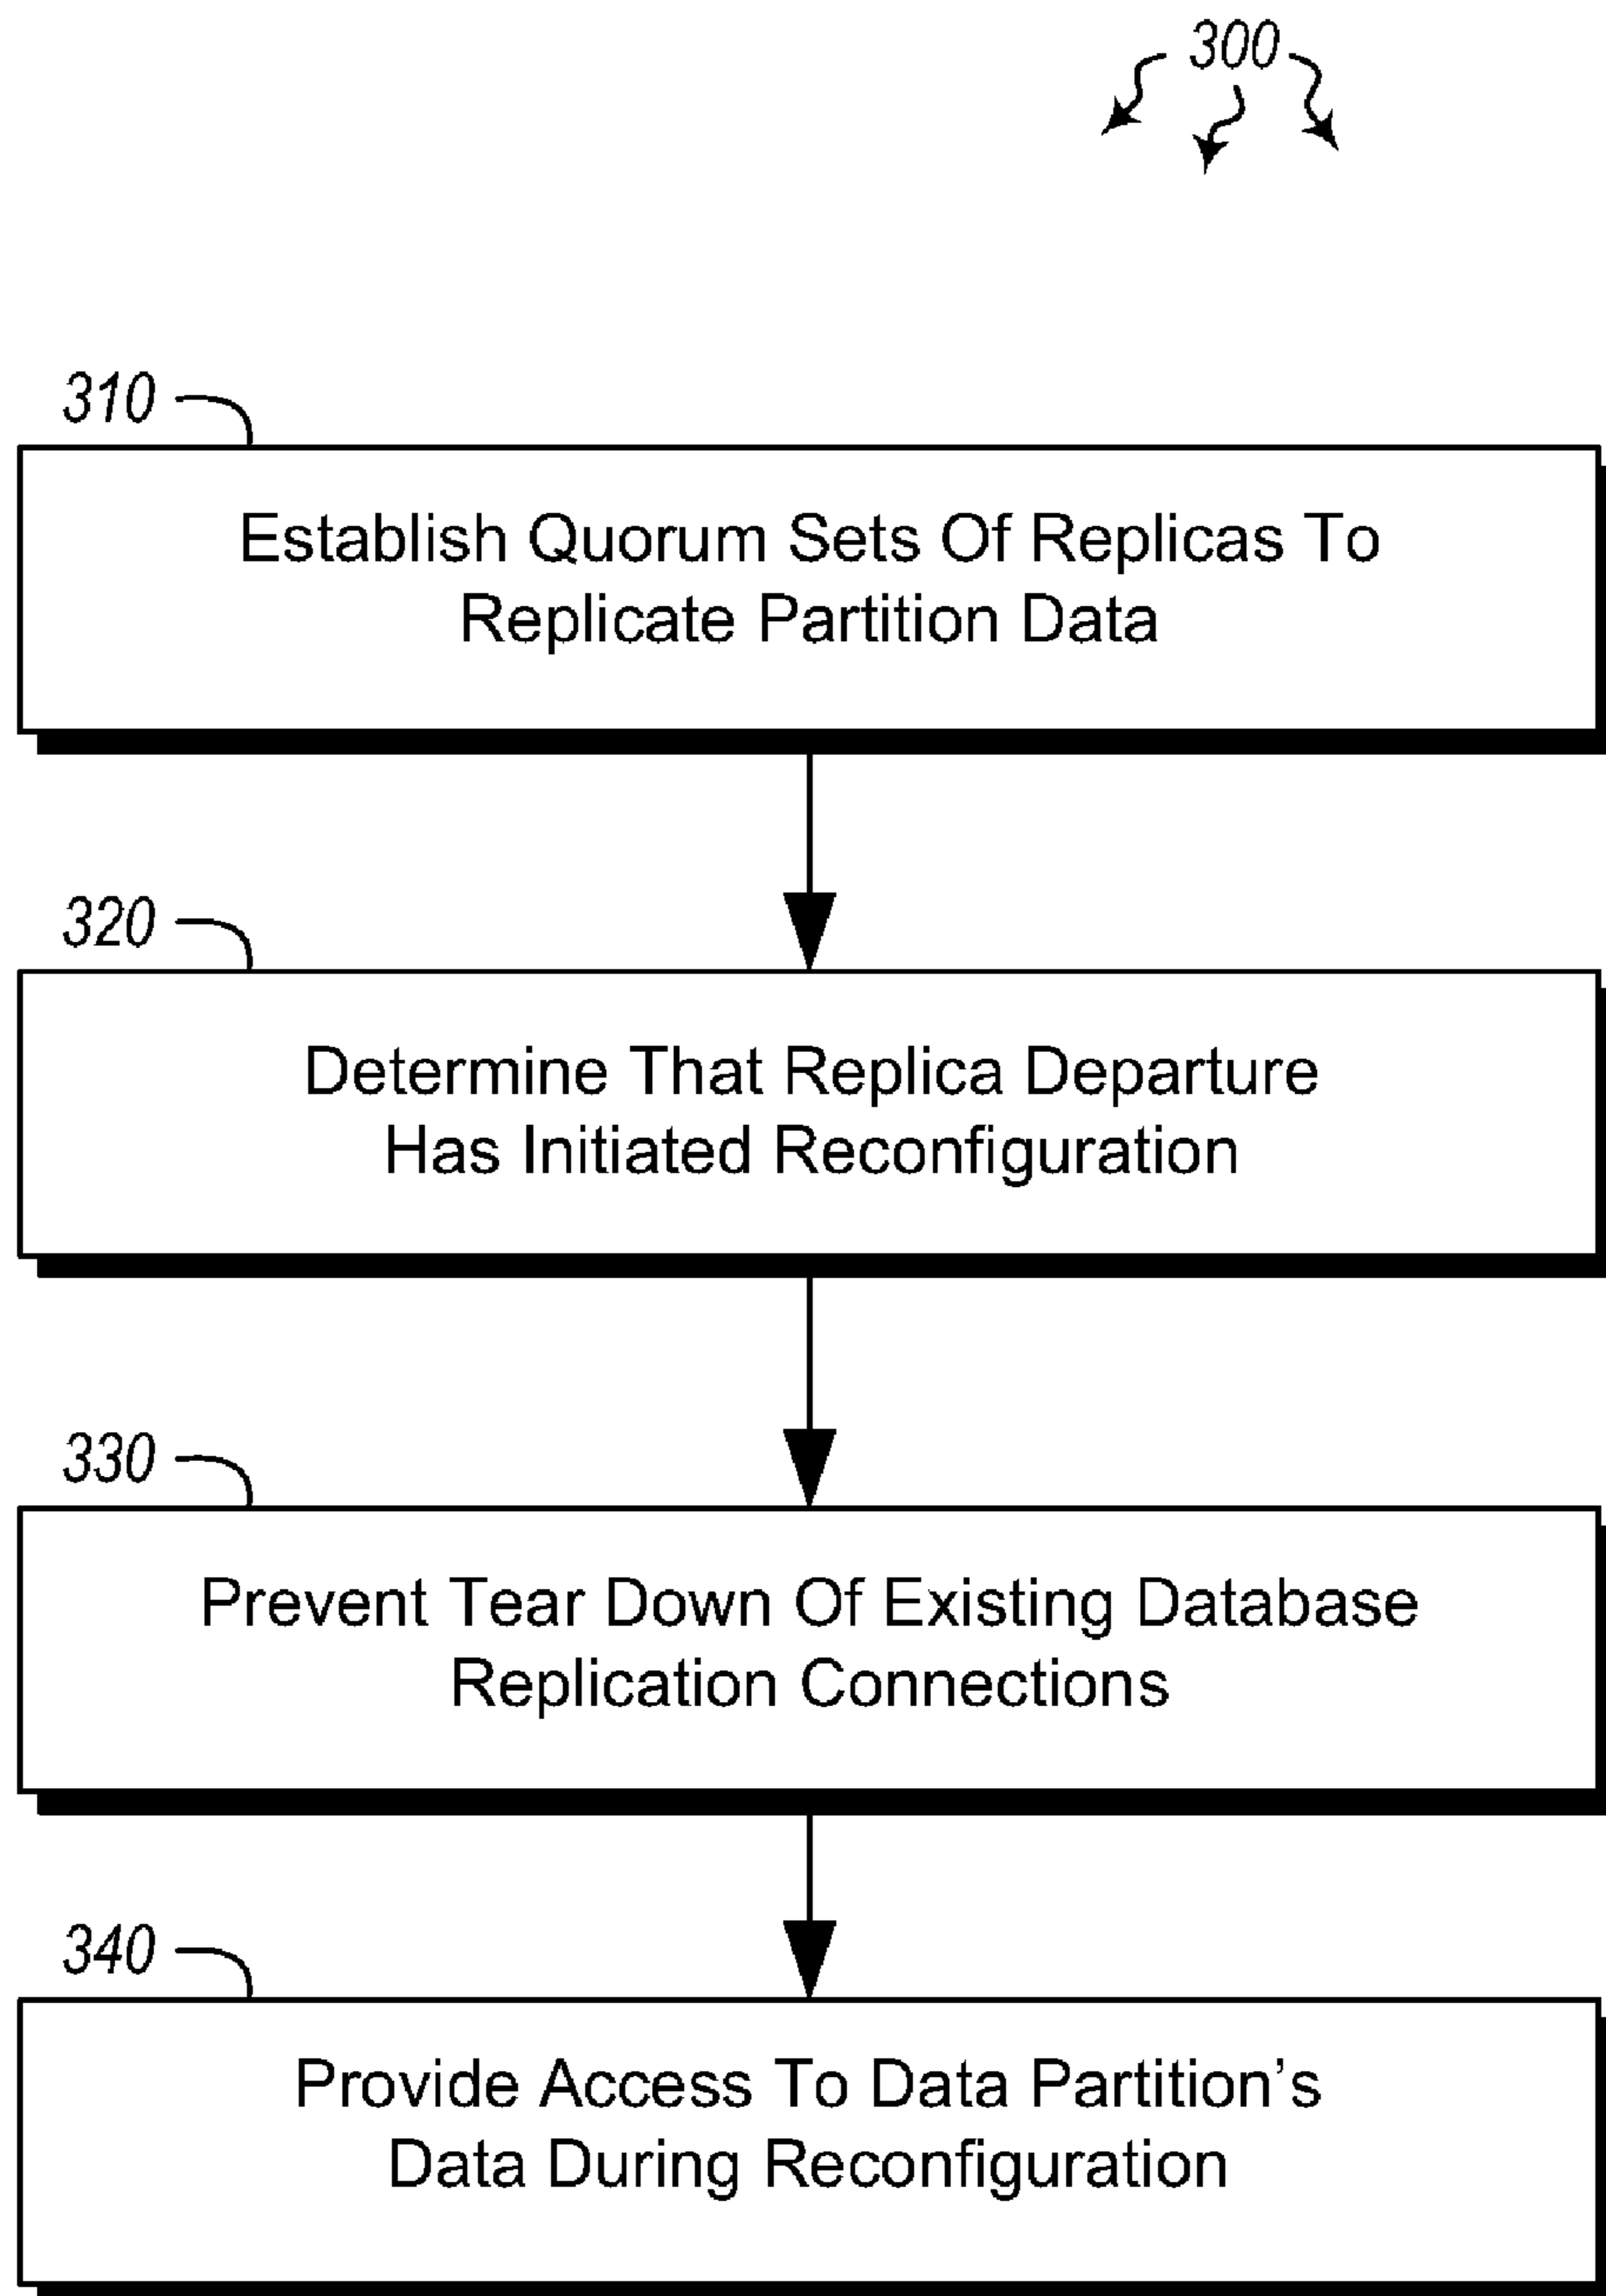 300
310
Establish Quorum Sets Of Replicas To
Replicate Partition Data
320
Determine That Replica Departure
Has Initiated Reconfiguration
330
Prevent Tear Down Of Existing Database
Replication Connections
340
Provide Access To Data Partition's
Data During Reconfiguration